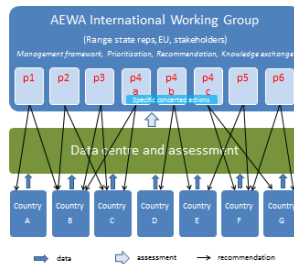 AEWA International Working Group
(Range state reps, EU, stakeholders)
Management framework, Prioritisation, Recommendation, Knowledge exchange
p1 p2 p3 p4 a p4 b p4 c p5 p6
Specific concerted actions
Data centre and assessment
Country A Country B Country C Country D Country E Country F Country G
data assessment recommendation